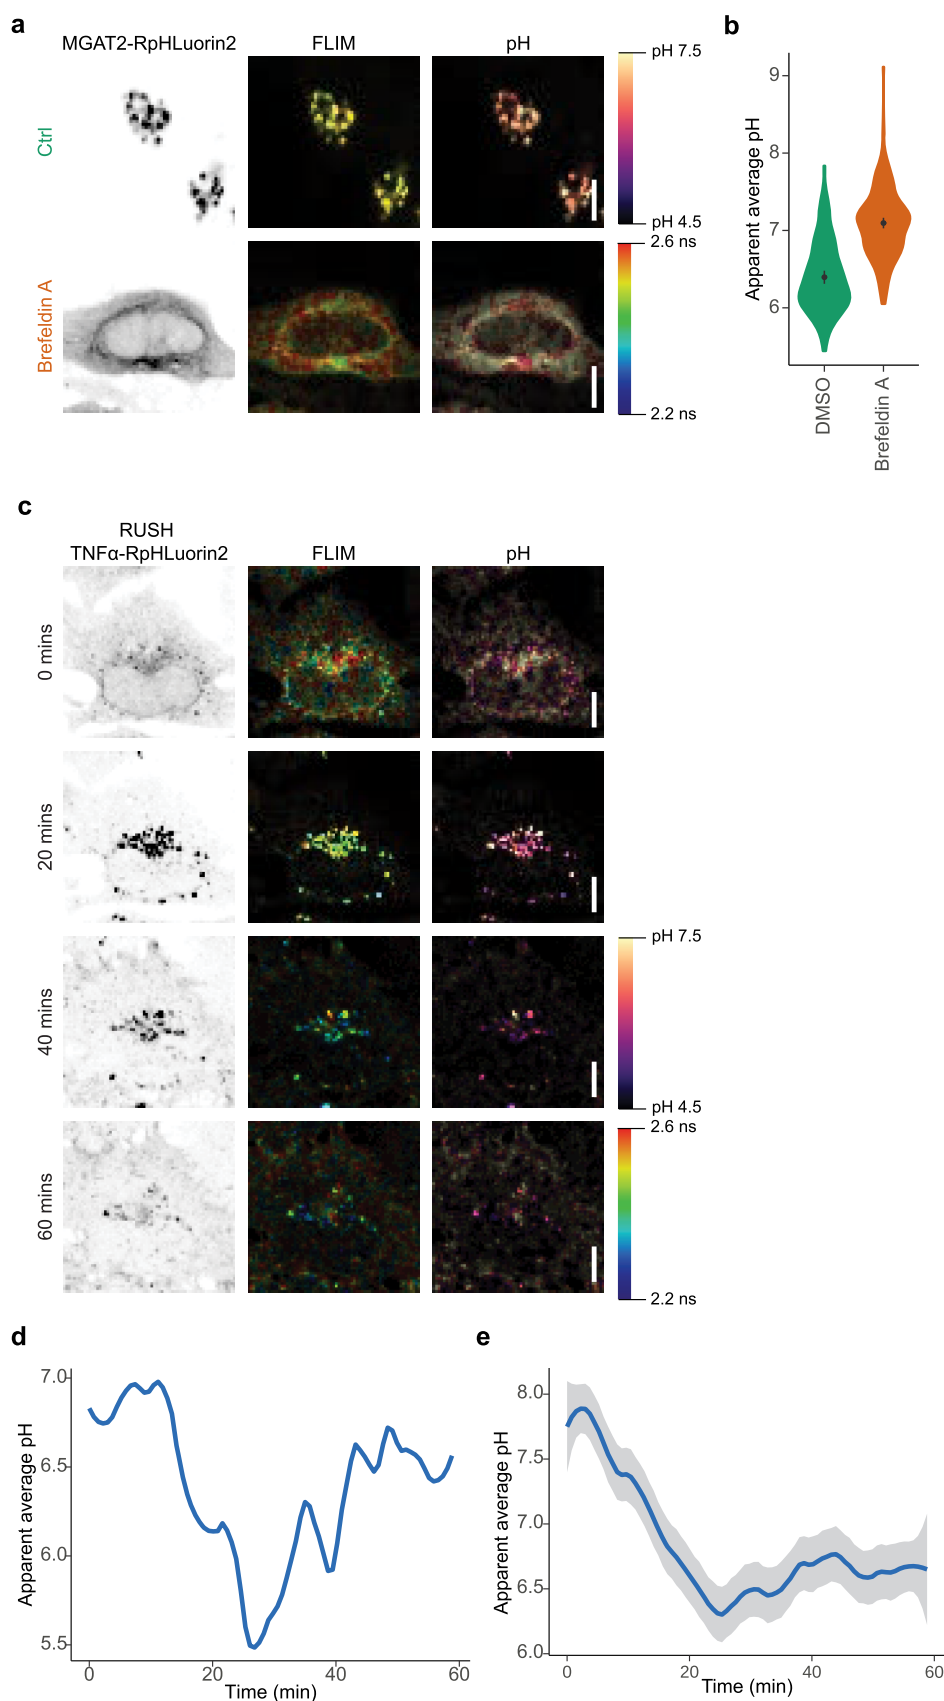 a
MGAT2-RpHLuorin2 FLIM pH
Ctrl
pH 7.5
pH 4.5
Brefeldin A
2.6 ns
2.2 ns
b
Apparent average pH
9
8
7
6
DMSO
Brefeldin A
c
RUSH
TNFα-RpHLuorin2 FLIM pH
0 mins
20 mins
40 mins
60 mins
pH 7.5
pH 4.5
2.6 ns
2.2 ns
d
Apparent average pH
7.0
6.5
6.0
5.5
0 20 40 60
Time (min)
e
Apparent average pH
8.0
7.5
7.0
6.5
6.0
0 20 40 60
Time (min)